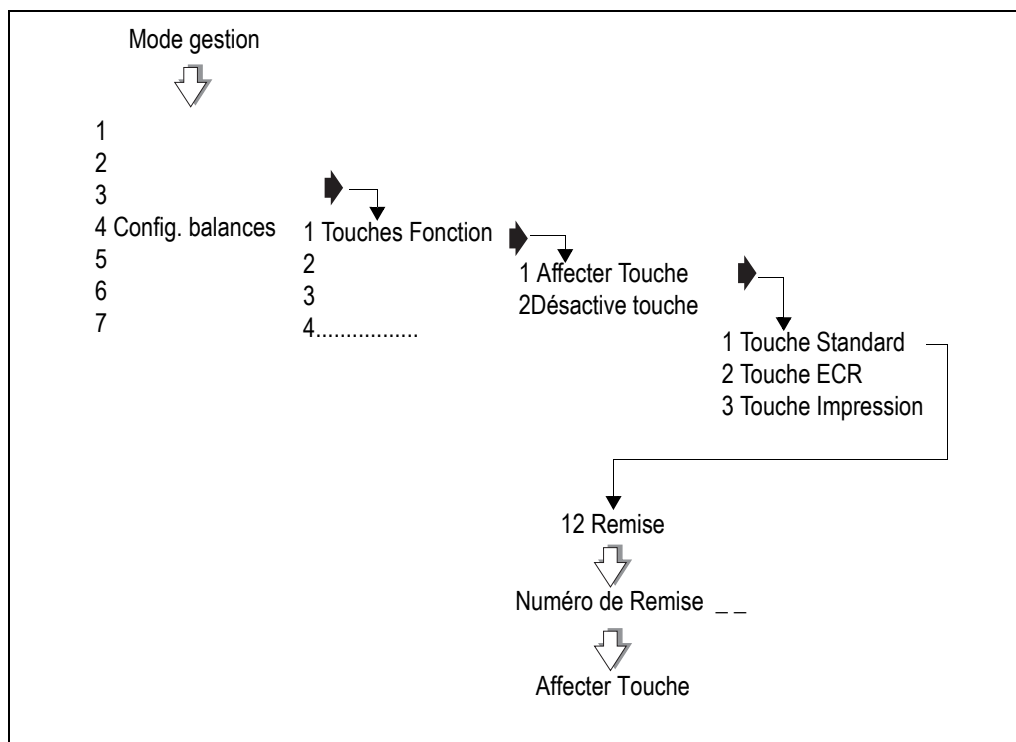 Mode gestion
1
2
3
4 Config. balances
5
6
7
1 Touches Fonction
2
3
4.................
1 Affecter Touche
2Désactive touche
1 Touche Standard
2 Touche ECR
3 Touche Impression
12 Remise
Numéro de Remise _ _
Affecter Touche